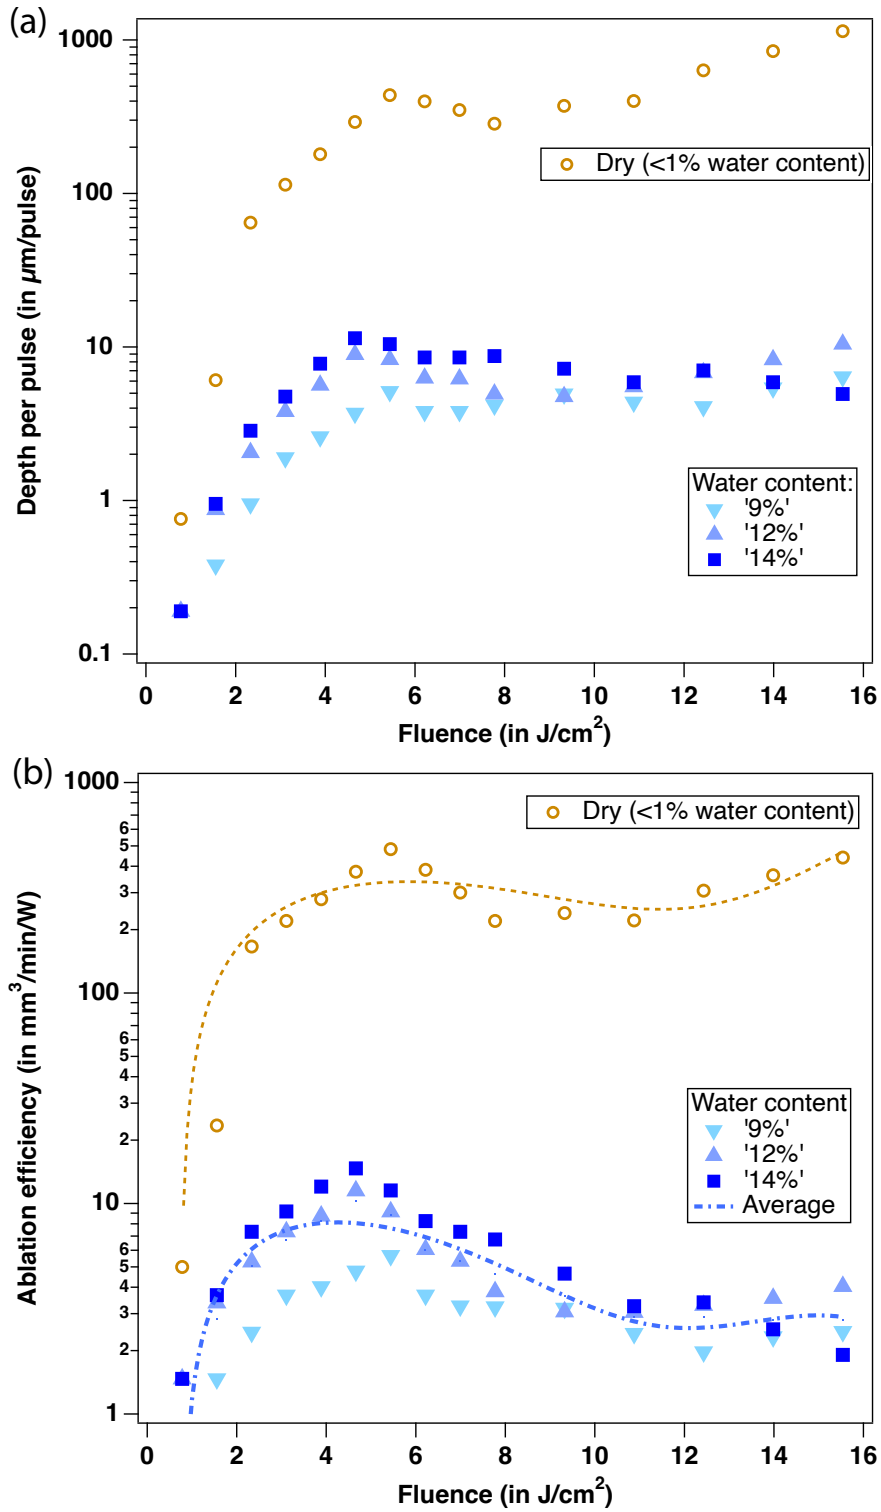 (a)
1000
100
10
1
0.1
Depth per pulse (in µm/pulse)
Dry (<1% water content)
Water content:
'9%'
'12%'
'14%'
0 2 4 6 8 10 12 14 16
Fluence (in J/cm²)
(b)
1000
6
5
4
3
2
100
6
5
4
3
2
10
6
5
4
3
2
1
Ablation efficiency (in mm³/min/W)
Dry (<1% water content)
Water content
'9%'
'12%'
'14%'
Average
0 2 4 6 8 10 12 14 16
Fluence (in J/cm²)